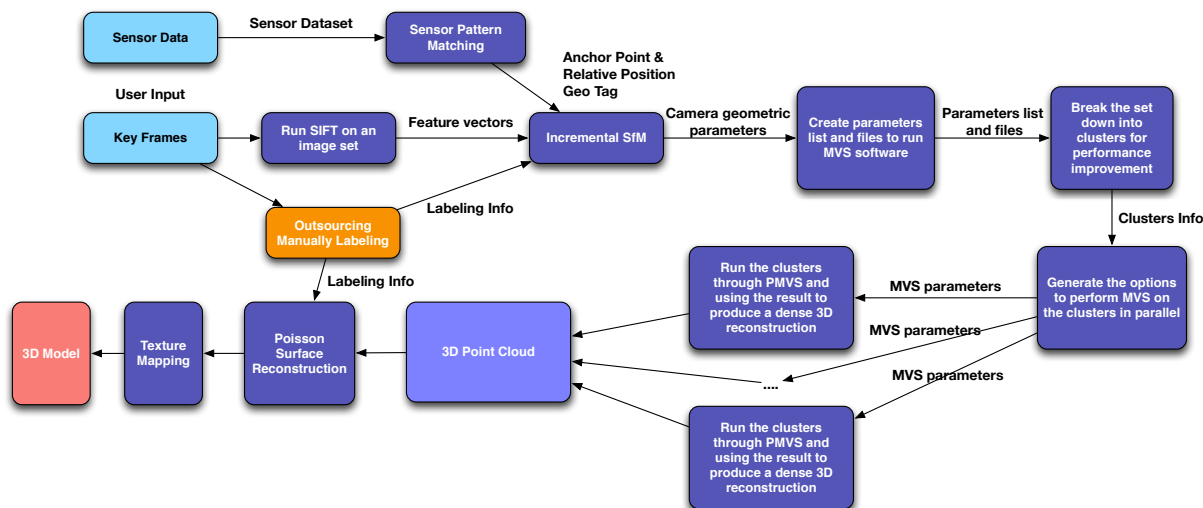 Sensor Data
Sensor Dataset
Sensor Pattern
Matching
Anchor Point &
Relative Position
Geo Tag
User Input
Key Frames
Run SIFT on an
image set
Feature vectors
Incremental SfM
Camera geometric
parameters
Create parameters
list and files to run
MVS software
Parameters list
and files
Break the set
down into
clusters for
performance
improvement
Labeling Info
Outsourcing
Manually Labeling
Clusters Info
Labeling Info
Run the clusters
through PMVS and
using the result to
produce a dense 3D
reconstruction
MVS parameters
Generate the options
to perform MVS on
the clusters in parallel
MVS parameters
3D Model
Texture
Mapping
Poisson
Surface
Reconstruction
3D Point Cloud
....
MVS parameters
Run the clusters
through PMVS and
using the result to
produce a dense 3D
reconstruction